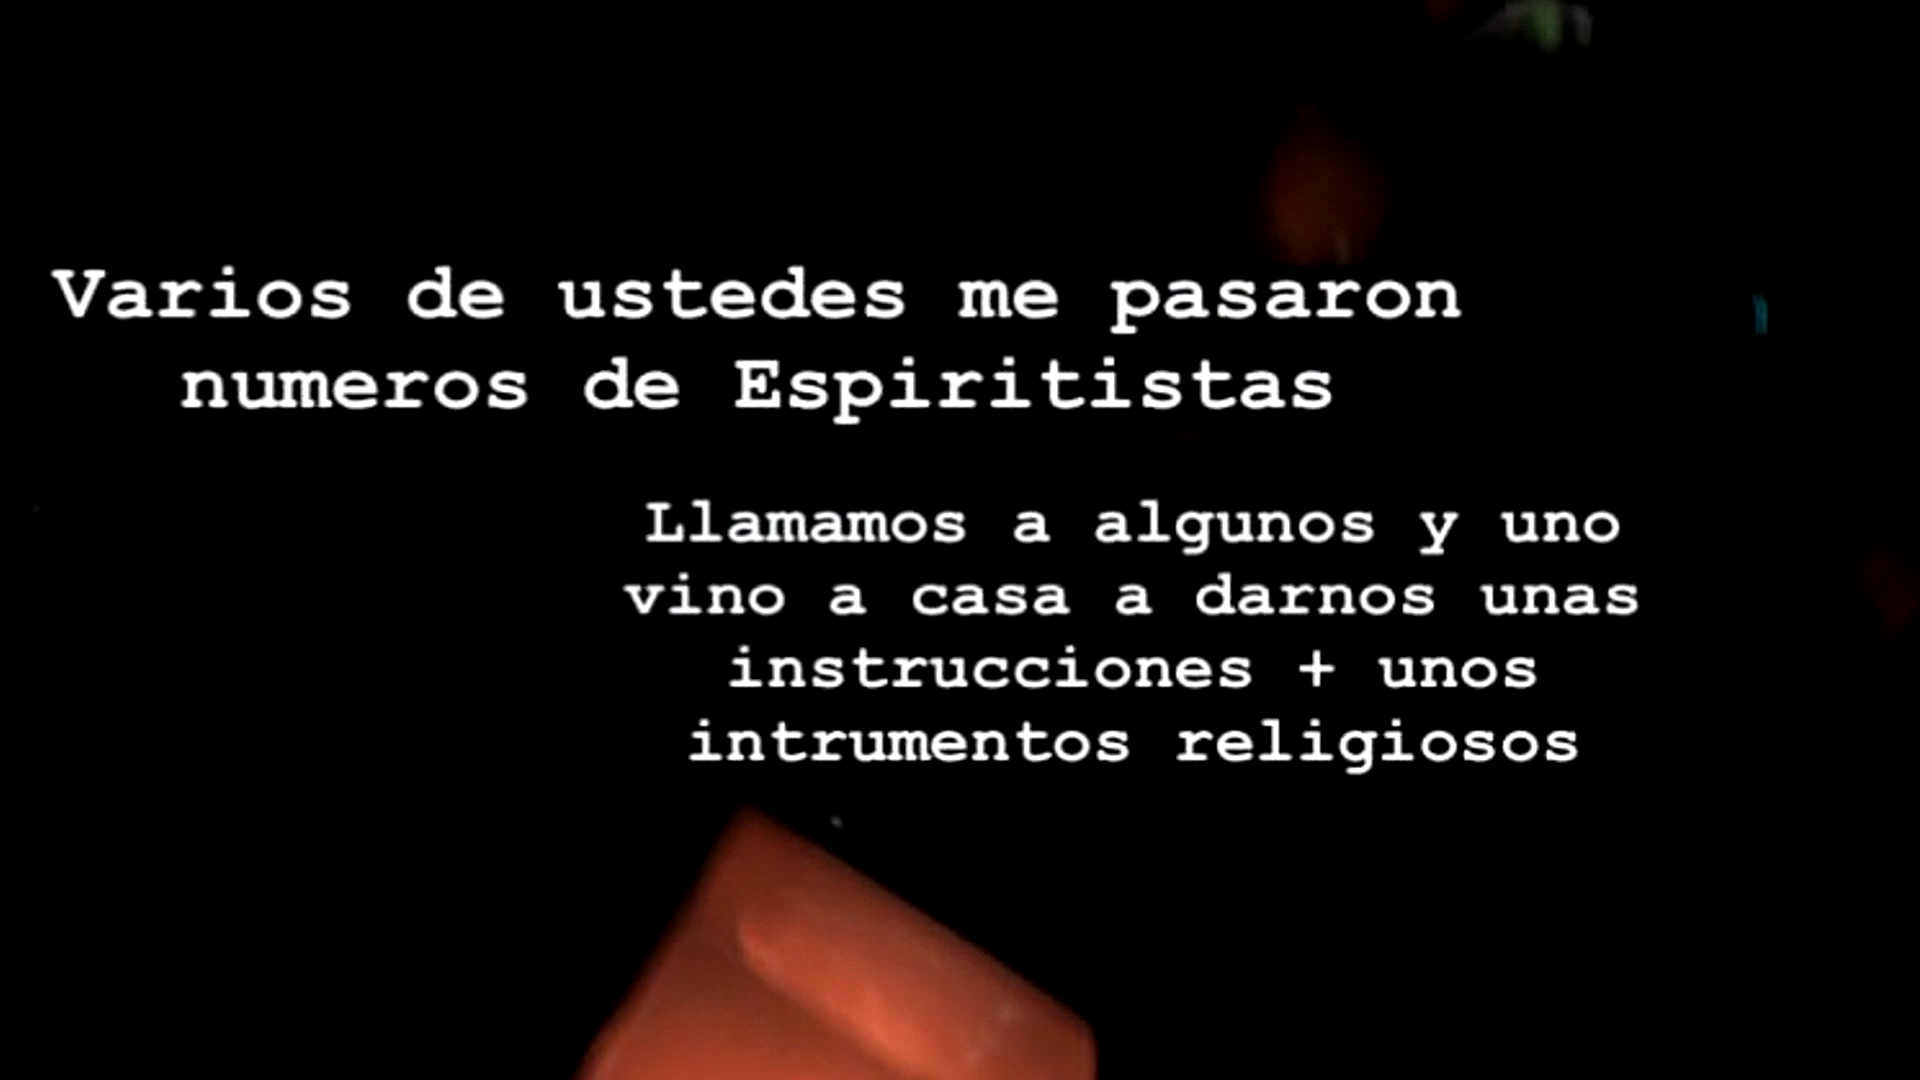 Varios de ustedes me pasaron
numeros de Espiritistas
Llamamos a algunos y uno
vino a casa a darnos unas
instrucciones + unos
intrumentos religiosos